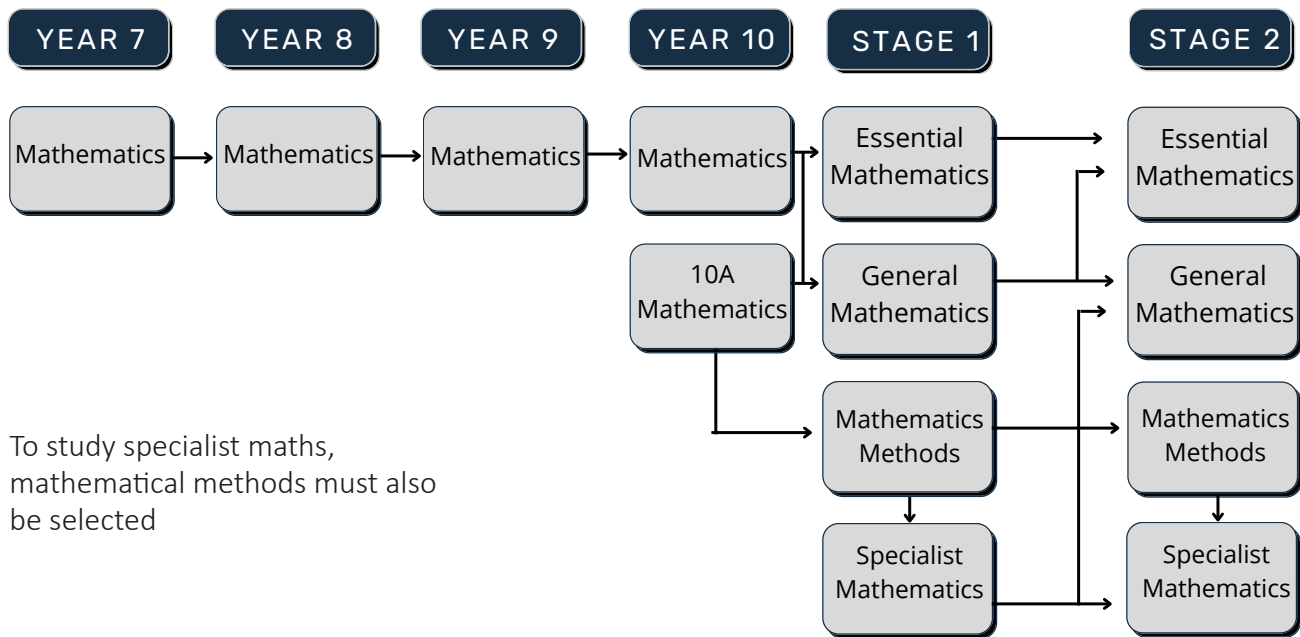 YEAR 7
YEAR 8
YEAR 9
YEAR 10
STAGE 1
STAGE 2
Mathematics
Mathematics
Mathematics
Mathematics
Essential
Mathematics
Essential
Mathematics
10A
Mathematics
General
Mathematics
General
Mathematics
Mathematics
Methods
Mathematics
Methods
To study specialist maths,
mathematical methods must also
be selected
Specialist
Mathematics
Specialist
Mathematics